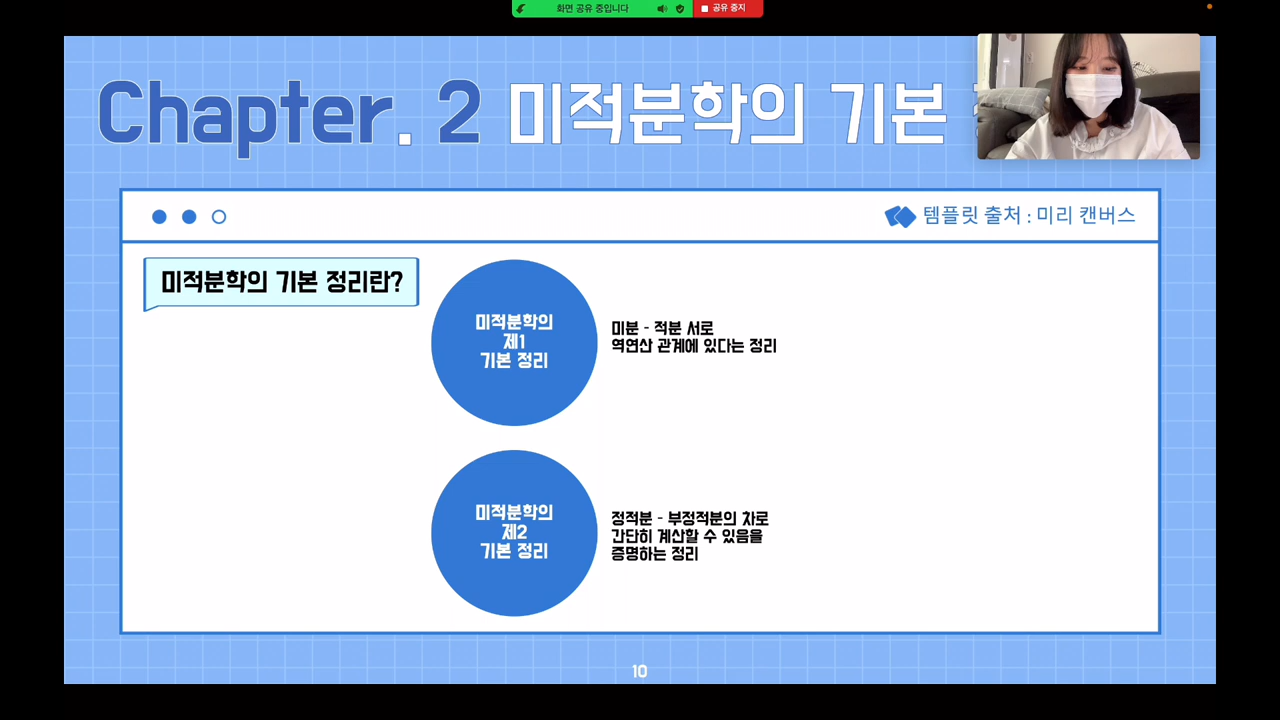 화면 공유 중입니다
공유 중지
Chapter. 2 미적분학의 기본
템플릿 출처 : 미리 캔버스
미적분학의 기본 정리란?
미적분학의
제1
기본 정리
미분 - 적분 서로
역연산 관계에 있다는 정리
미적분학의
제2
기본 정리
정적분 - 부정적분의 차로
간단히 계산할 수 있음을
증명하는 정리
10